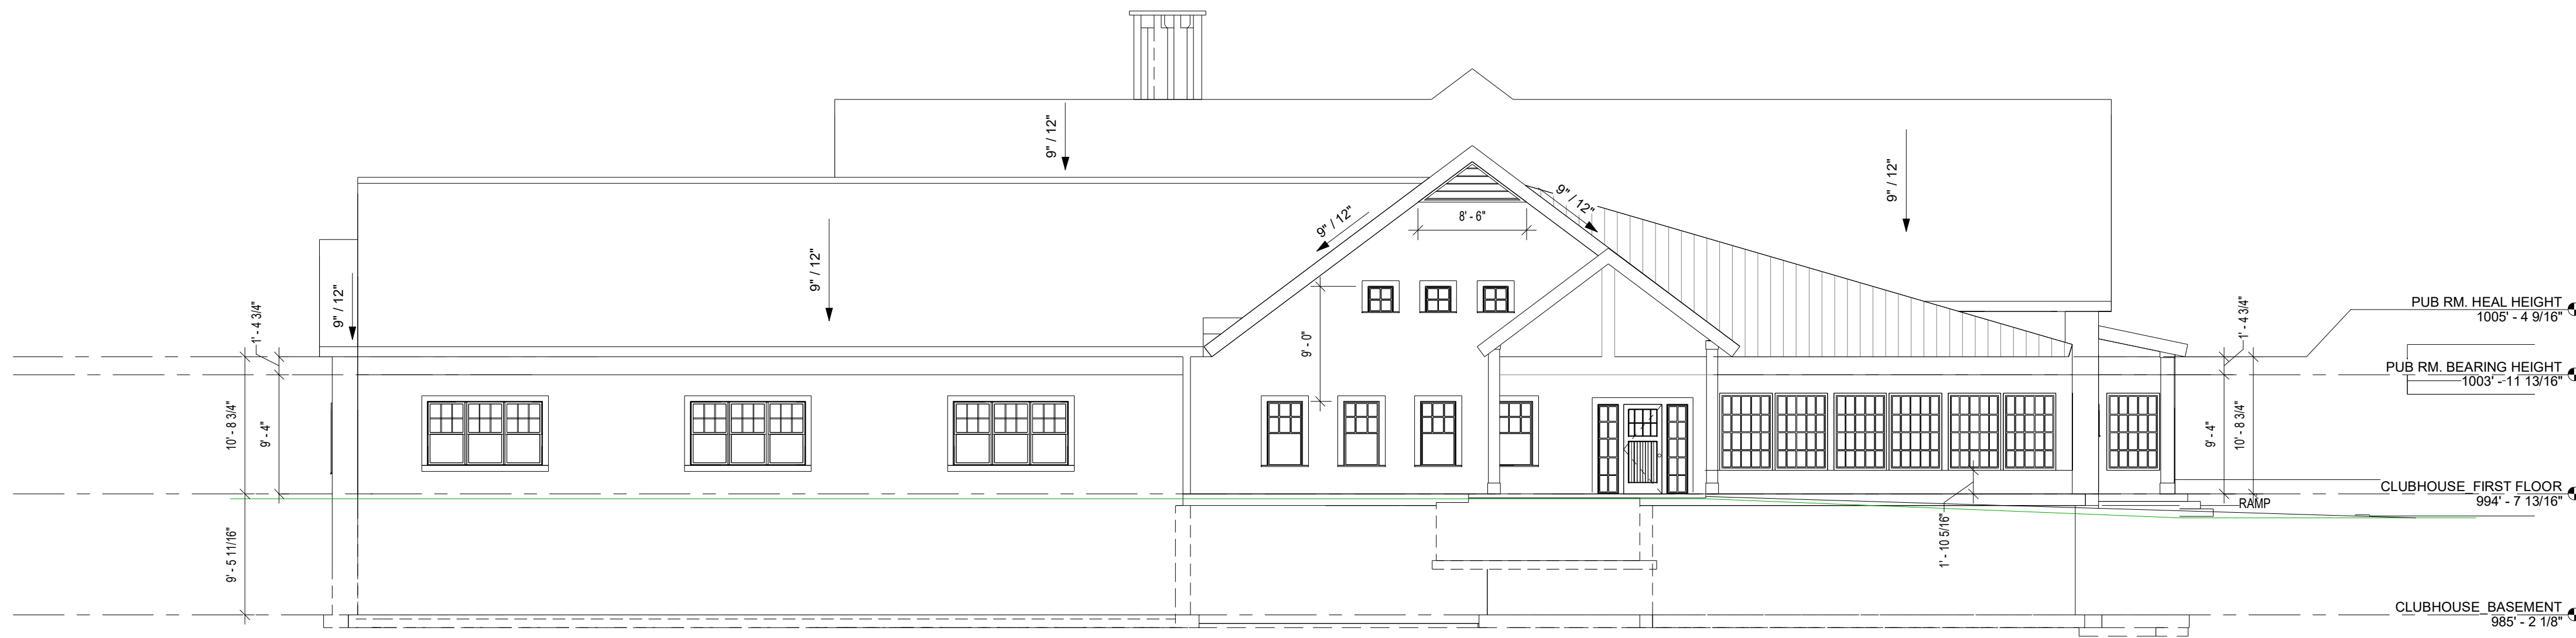 9" / 12"
9" / 12"
9" / 12"
9" / 12"
8' - 6"
9" / 12"
9" / 12"
9" / 12"
1' - 4 3/4"
9' - 0"
1' - 4 3/4"
PUB RM. HEAL HEIGHT
1005' - 4 9/16"
PUB RM. BEARING HEIGHT
1003' - 11 13/16"
10' - 8 3/4"
9' - 4"
9' - 4"
10' - 8 3/4"
CLUBHOUSE_FIRST FLOOR
994' - 7 13/16"
RAMP
1' - 10 5/16"
9' - 5 11/16"
CLUBHOUSE_BASEMENT
985' - 2 1/8"